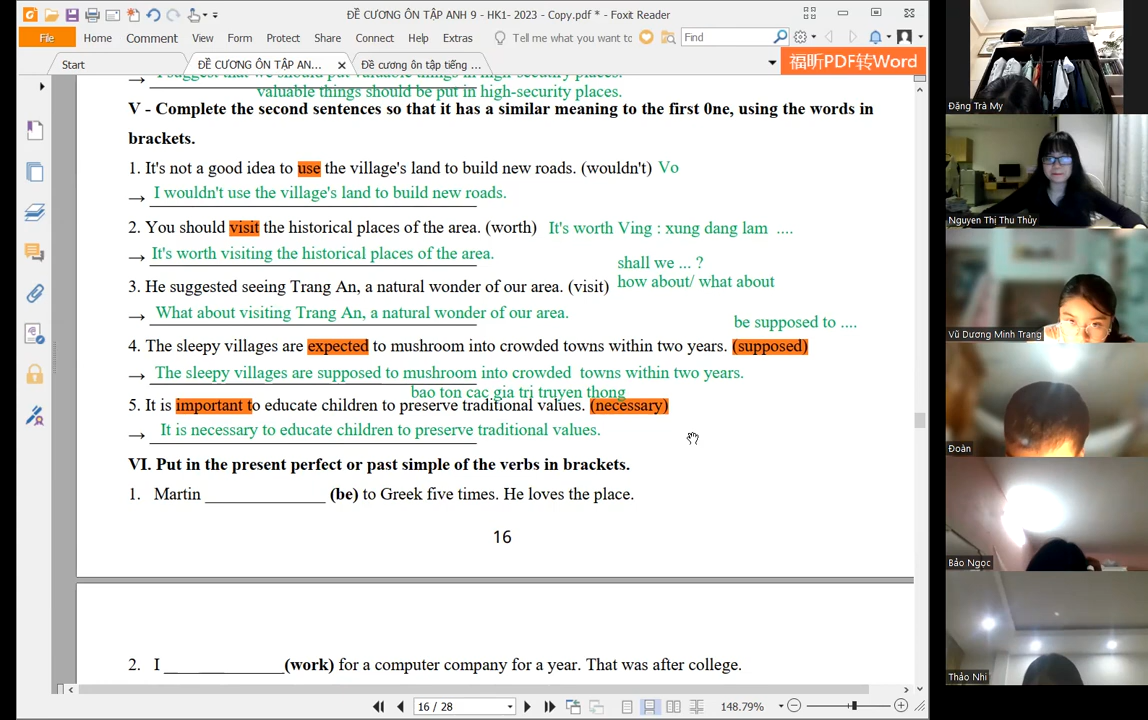 ĐỀ CƯƠNG ÔN TẬP ANH 9 - HK1- 2023 - Copy.pdf * - Foxit Reader
File Home Comment View Form Protect Share Connect Help Extras Tell me what you want to Find
Start ĐỀ CƯƠNG ÔN TẬP AN... Đề cương ôn tập tiếng ... 福昕PDF转Word
→ I suggest that we should put valuable things in high-security places.
valuable things should be put in high-security places.
V - Complete the second sentences so that it has a similar meaning to the first 0ne, using the words in
brackets.
1. It's not a good idea to use the village's land to build new roads. (wouldn't) Vo
→ I wouldn't use the village's land to build new roads.
2. You should visit the historical places of the area. (worth) It's worth Ving : xung dang lam ....
→ It's worth visiting the historical places of the area.
shall we ... ?
3. He suggested seeing Trang An, a natural wonder of our area. (visit) how about/ what about
→ What about visiting Trang An, a natural wonder of our area.
be supposed to ....
4. The sleepy villages are expected to mushroom into crowded towns within two years. (supposed)
→ The sleepy villages are supposed to mushroom into crowded towns within two years.
bao ton cac gia tri truyen thong
5. It is important to educate children to preserve traditional values. (necessary)
→ It is necessary to educate children to preserve traditional values.
VI. Put in the present perfect or past simple of the verbs in brackets.
1. Martin ______________ (be) to Greek five times. He loves the place.
16
2. I ______________ (work) for a computer company for a year. That was after college.
16 / 28 148.79%
Đặng Trà My
Nguyen Thi Thu Thủy
Vũ Dương Minh Trang
Đoàn
Bảo Ngọc
Thảo Nhi